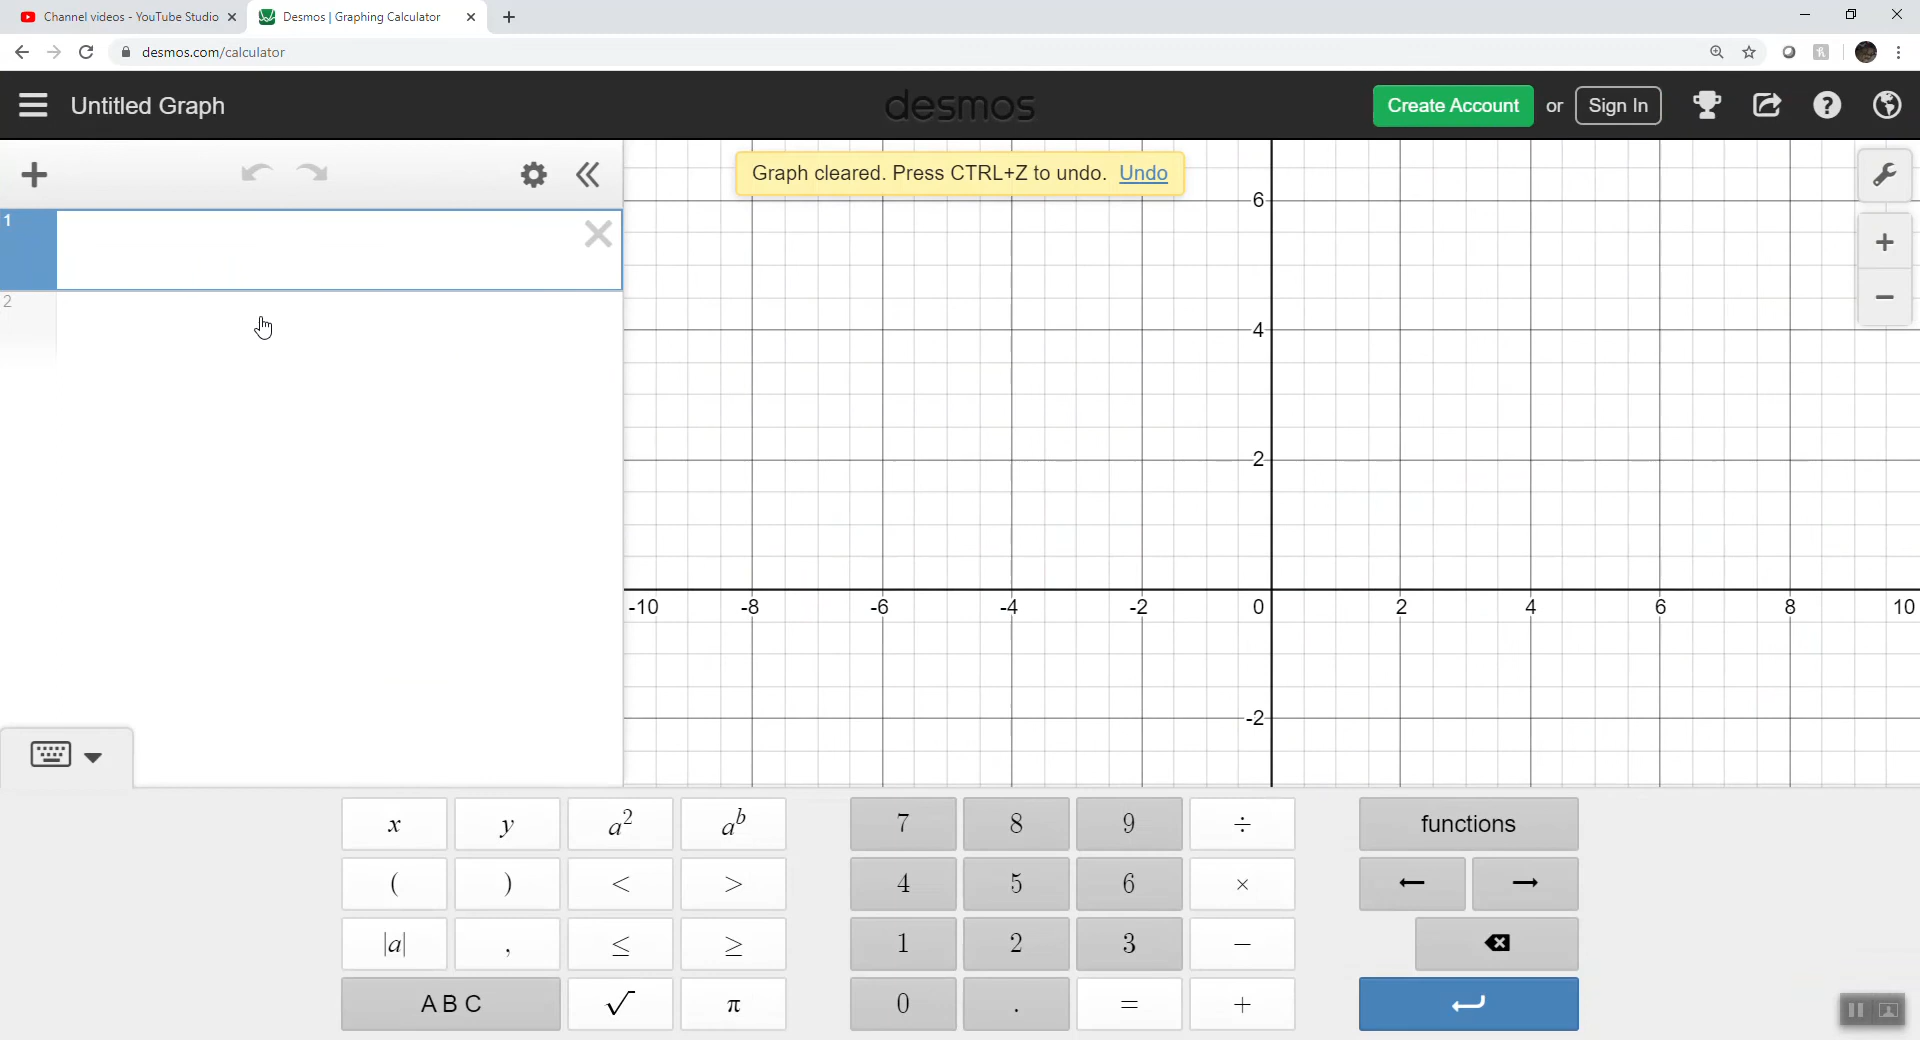 Channel videos - YouTube Studio
Desmos | Graphing Calculator
desmos.com/calculator
Untitled Graph
desmos
Create Account or Sign In
Graph cleared. Press CTRL+Z to undo. Undo
1
2
6
4
2
-10 -8 -6 -4 -2 0 2 4 6 8 10
-2
x y a² aᵇ 7 8 9 ÷ functions
( ) < > 4 5 6 × ← →
|a| , ≤ ≥ 1 2 3 −
A B C √ π 0 . = +